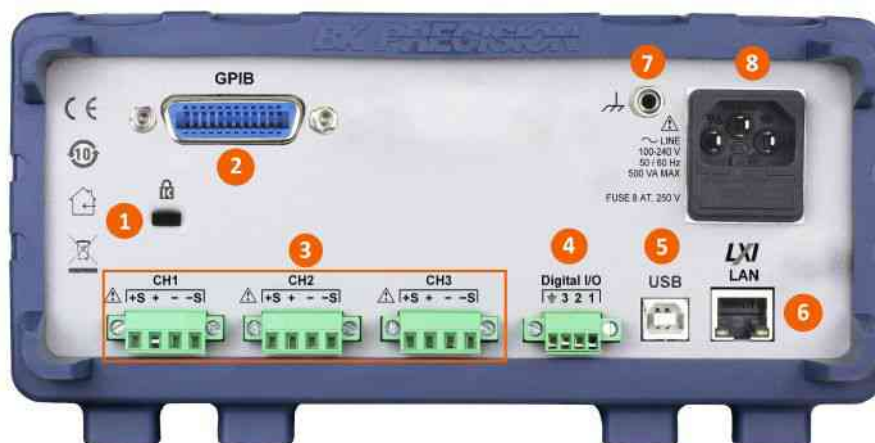 BK PRECISION
GPIB
7
8
2
10
LINE
100-240 V
50 / 60 Hz
500 VA MAX
FUSE 8 AT. 250 V
1
3
4
5
LXI
LAN
CH1
+S + - -S
CH2
+S + - -S
CH3
+S + - -S
Digital I/O
3 2 1
USB
6